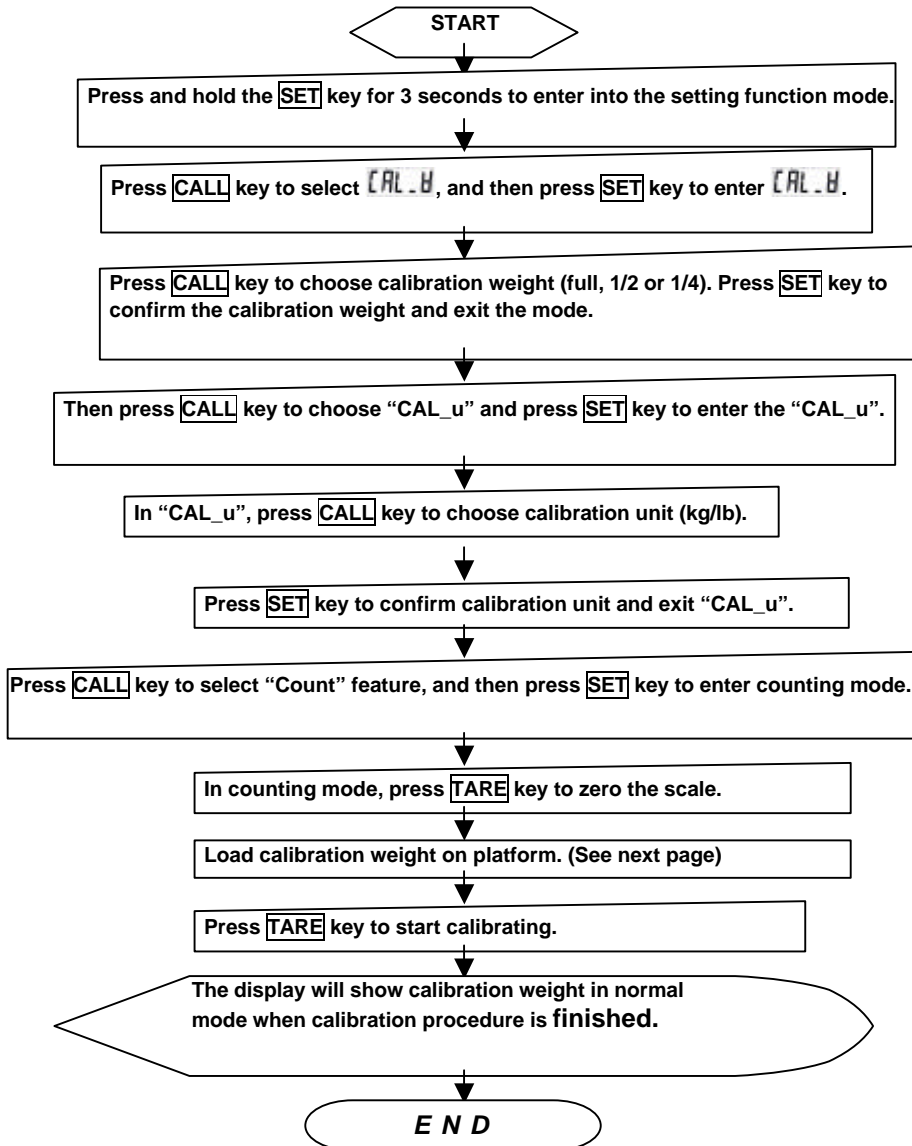 START
Press and hold the SET key for 3 seconds to enter into the setting function mode.
Press CALL key to select CAL_W, and then press SET key to enter CAL_W.
Press CALL key to choose calibration weight (full, 1/2 or 1/4). Press SET key to
confirm the calibration weight and exit the mode.
Then press CALL key to choose “CAL_u” and press SET key to enter the “CAL_u”.
In “CAL_u”, press CALL key to choose calibration unit (kg/lb).
Press SET key to confirm calibration unit and exit “CAL_u”.
Press CALL key to select “Count” feature, and then press SET key to enter counting mode.
In counting mode, press TARE key to zero the scale.
Load calibration weight on platform. (See next page)
Press TARE key to start calibrating.
The display will show calibration weight in normal
mode when calibration procedure is finished.
E N D